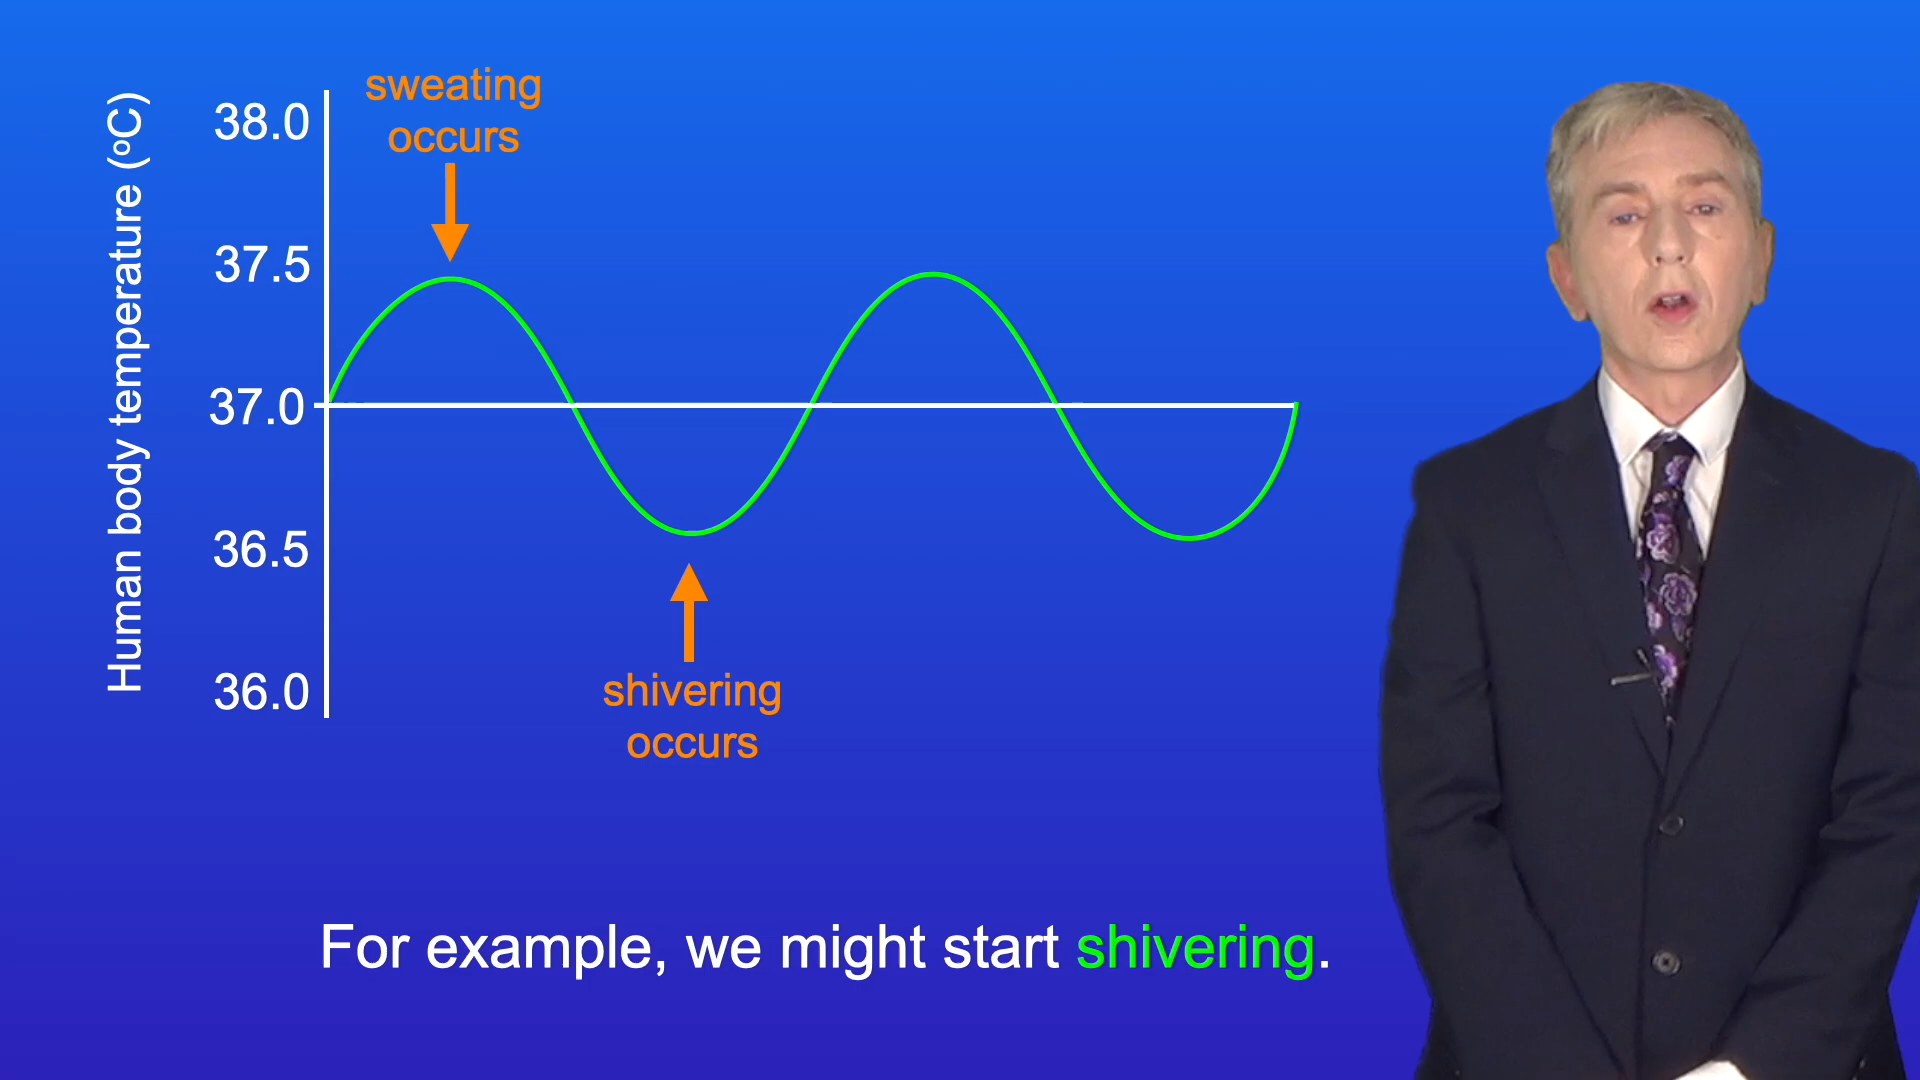 sweating
occurs
Human body temperature (oC)
38.0
37.5
37.0
36.5
36.0
shivering
occurs
For example, we might start shivering.